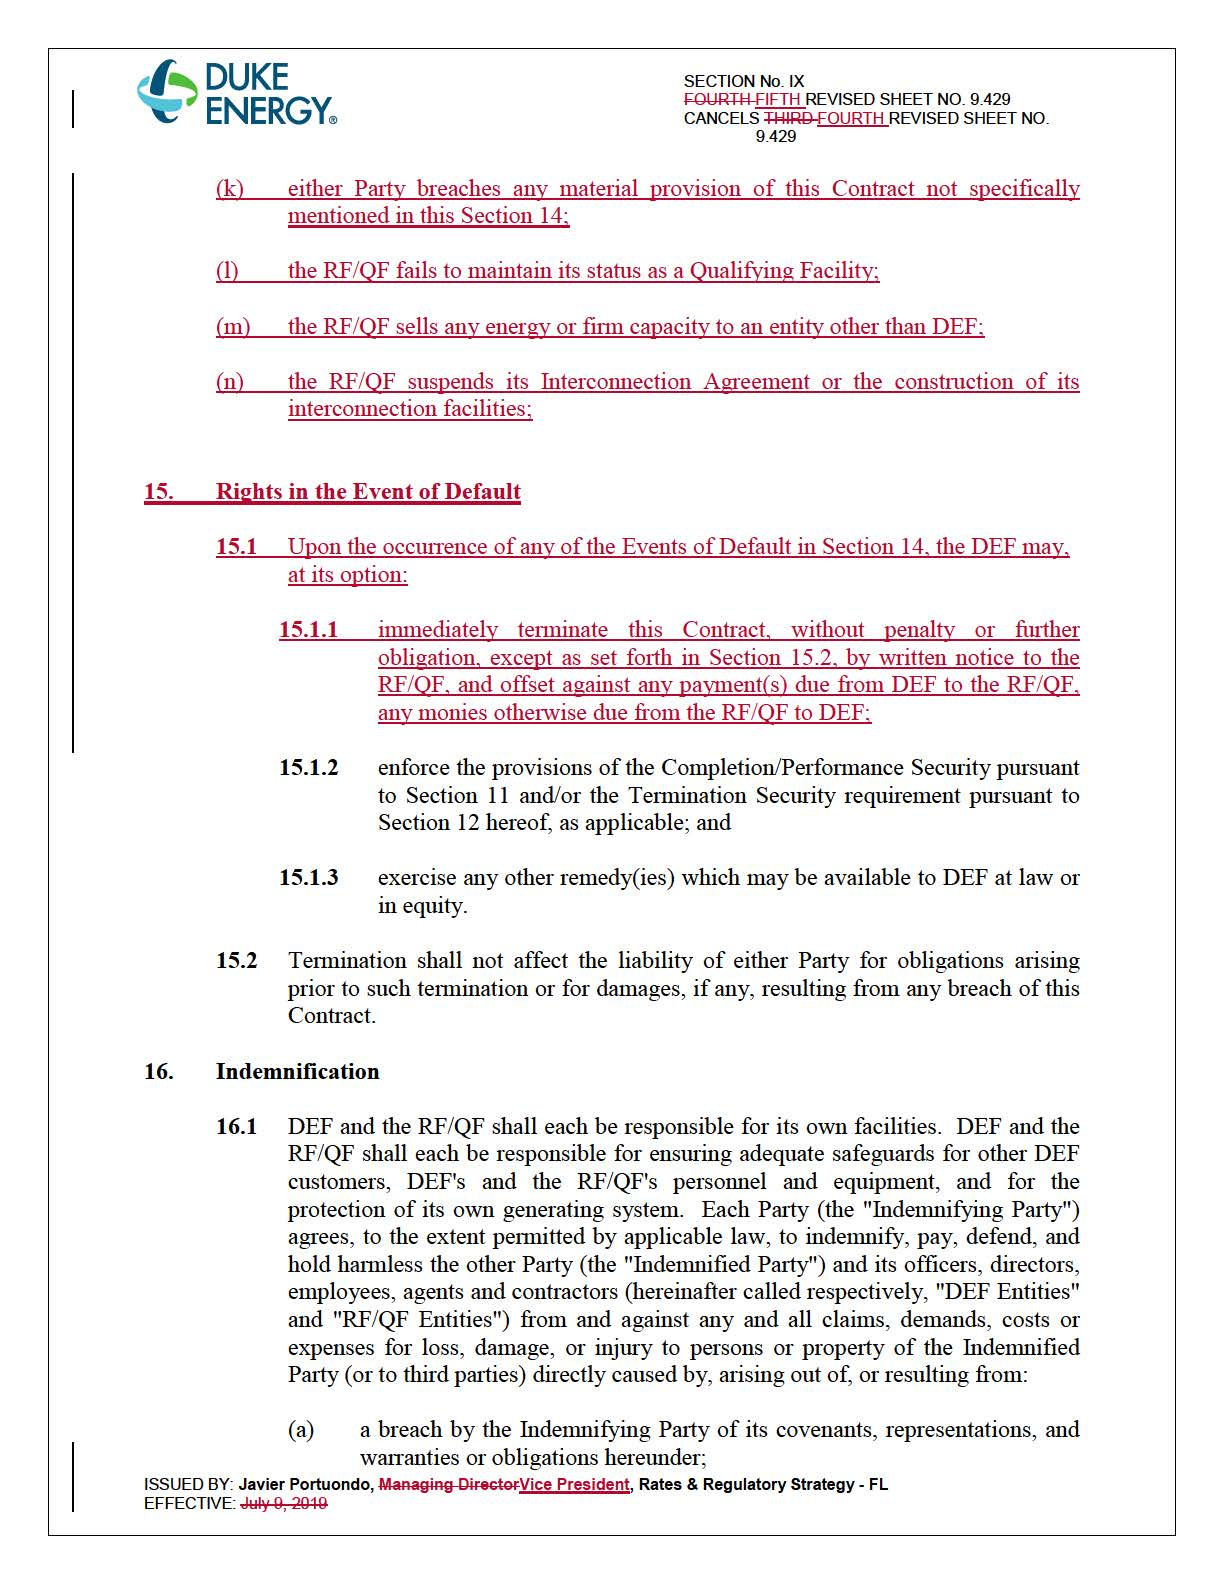 DUKE
ENERGY®
SECTION No. IX
FOURTH FIFTH REVISED SHEET NO. 9.429
CANCELS THIRD FOURTH REVISED SHEET NO.
9.429
(k) either Party breaches any material provision of this Contract not specifically
mentioned in this Section 14;
(l) the RF/QF fails to maintain its status as a Qualifying Facility;
(m) the RF/QF sells any energy or firm capacity to an entity other than DEF;
(n) the RF/QF suspends its Interconnection Agreement or the construction of its
interconnection facilities;
15. Rights in the Event of Default
15.1 Upon the occurrence of any of the Events of Default in Section 14, the DEF may,
at its option:
15.1.1 immediately terminate this Contract, without penalty or further
obligation, except as set forth in Section 15.2, by written notice to the
RF/QF, and offset against any payment(s) due from DEF to the RF/QF,
any monies otherwise due from the RF/QF to DEF;
15.1.2 enforce the provisions of the Completion/Performance Security pursuant
to Section 11 and/or the Termination Security requirement pursuant to
Section 12 hereof, as applicable; and
15.1.3 exercise any other remedy(ies) which may be available to DEF at law or
in equity.
15.2 Termination shall not affect the liability of either Party for obligations arising
prior to such termination or for damages, if any, resulting from any breach of this
Contract.
16. Indemnification
16.1 DEF and the RF/QF shall each be responsible for its own facilities. DEF and the
RF/QF shall each be responsible for ensuring adequate safeguards for other DEF
customers, DEF's and the RF/QF's personnel and equipment, and for the
protection of its own generating system. Each Party (the "Indemnifying Party")
agrees, to the extent permitted by applicable law, to indemnify, pay, defend, and
hold harmless the other Party (the "Indemnified Party") and its officers, directors,
employees, agents and contractors (hereinafter called respectively, "DEF Entities"
and "RF/QF Entities") from and against any and all claims, demands, costs or
expenses for loss, damage, or injury to persons or property of the Indemnified
Party (or to third parties) directly caused by, arising out of, or resulting from:
(a) a breach by the Indemnifying Party of its covenants, representations, and
warranties or obligations hereunder;
ISSUED BY: Javier Portuondo, Managing DirectorVice President, Rates & Regulatory Strategy - FL
EFFECTIVE: July 9, 2019